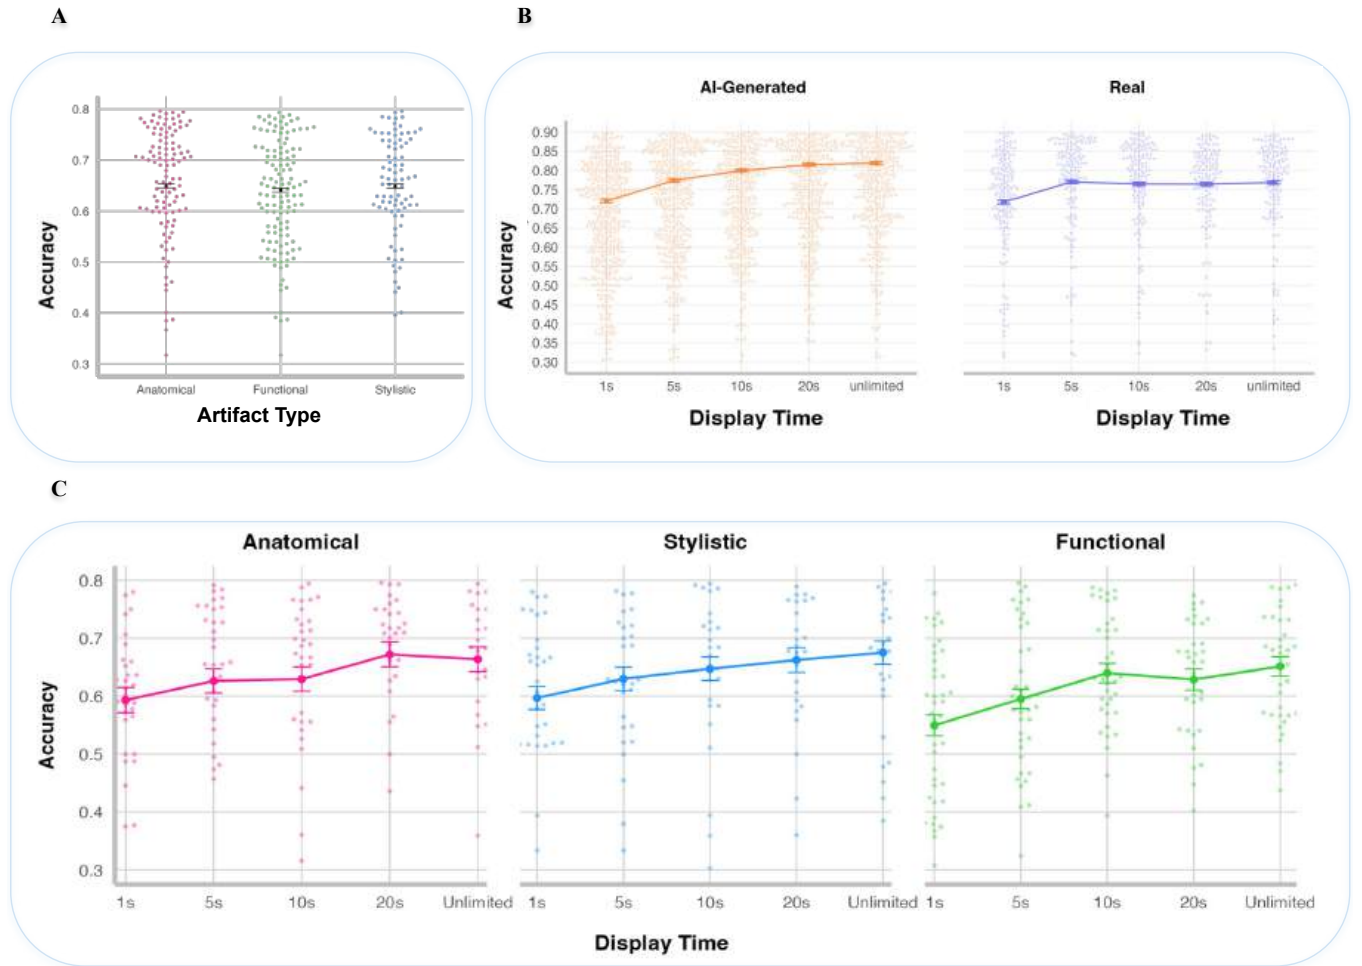 A
B
0.8
0.7
0.6
0.5
0.4
0.3
Accuracy
Anatomical
Functional
Stylistic
Artifact Type
AI-Generated
Real
0.90
0.85
0.80
0.75
0.70
0.65
0.60
0.55
0.50
0.45
0.40
0.35
0.30
Accuracy
1s
5s
10s
20s
unlimited
1s
5s
10s
20s
unlimited
Display Time
Display Time
C
Anatomical
Stylistic
Functional
0.8
0.7
0.6
0.5
0.4
0.3
Accuracy
1s
5s
10s
20s
Unlimited
1s
5s
10s
20s
Unlimited
1s
5s
10s
20s
Unlimited
Display Time